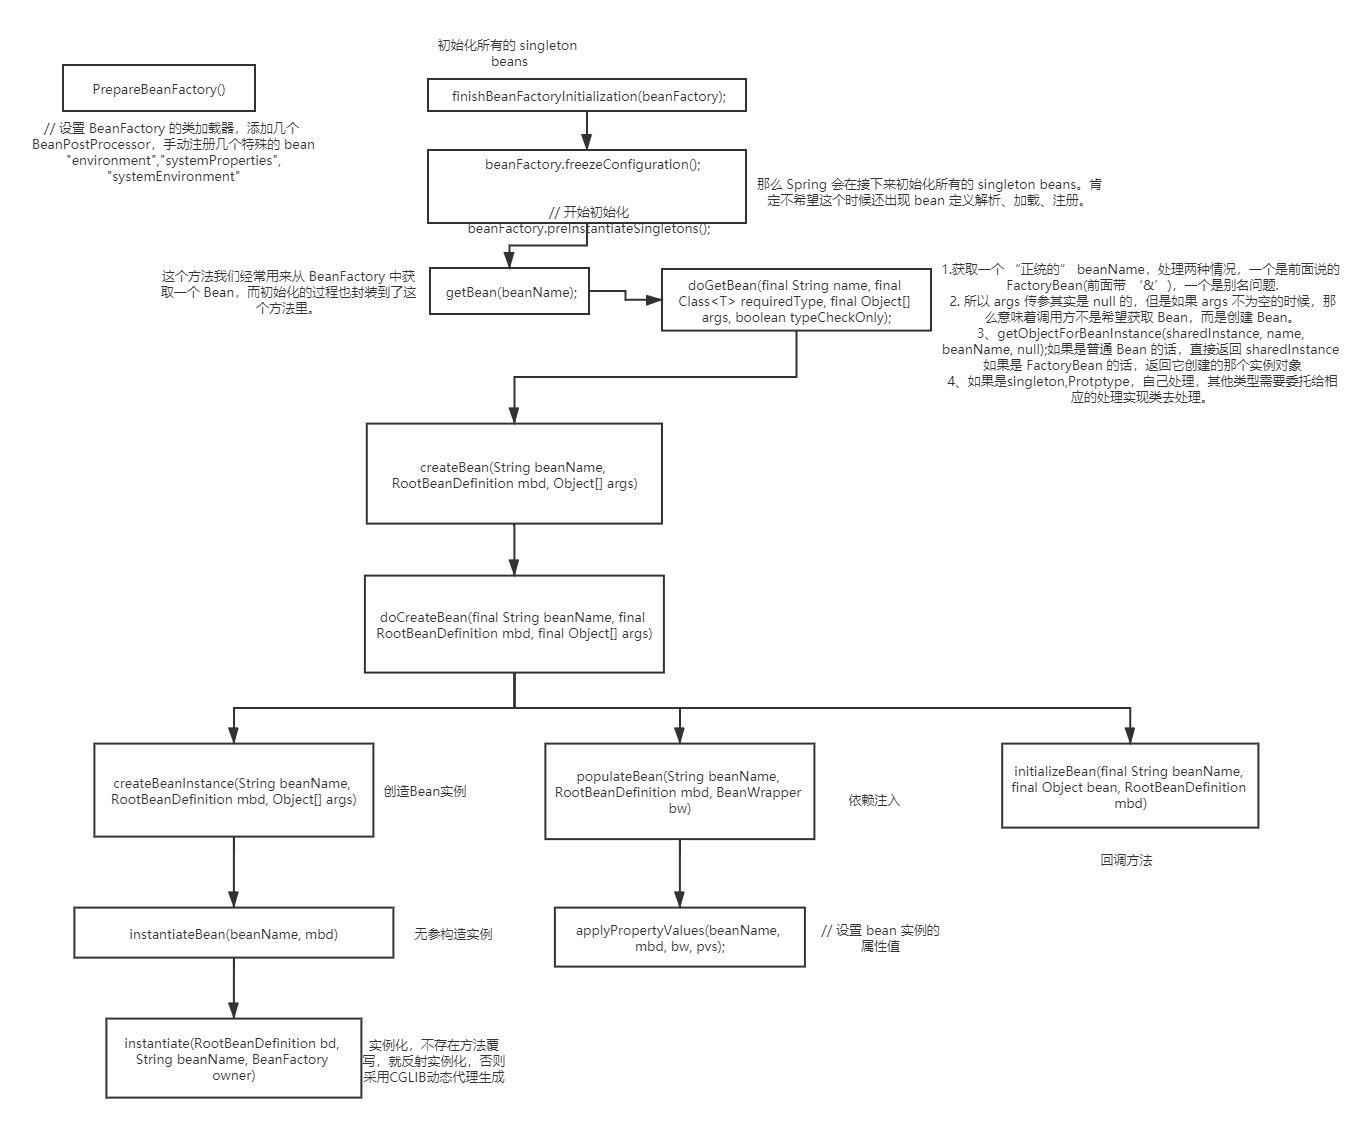 初始化所有的 singleton
beans
PrepareBeanFactory()
finishBeanFactoryInitialization(beanFactory);
// 设置 BeanFactory 的类加载器，添加几个
BeanPostProcessor，手动注册几个特殊的 bean
"environment","systemProperties",
"systemEnvironment"
beanFactory.freezeConfiguration();
// 开始初始化
beanFactory.preInstantiateSingletons();
那么 Spring 会在接下来初始化所有的 singleton beans。肯
定不希望这个时候还出现 bean 定义解析、加载、注册。
这个方法我们经常用来从 BeanFactory 中获
取一个 Bean，而初始化的过程也封装到了这
个方法里。
getBean(beanName);
doGetBean(final String name, final
Class<T> requiredType, final Object[]
args, boolean typeCheckOnly);
1.获取一个 “正统的” beanName，处理两种情况，一个是前面说的
FactoryBean(前面带 ‘&’)，一个是别名问题.
2. 所以 args 传参其实是 null 的，但是如果 args 不为空的时候，那
么意味着调用方不是希望获取 Bean，而是创建 Bean。
3、getObjectForBeanInstance(sharedInstance, name,
beanName, null);如果是普通 Bean 的话，直接返回 sharedInstance
如果是 FactoryBean 的话，返回它创建的那个实例对象
4、如果是singleton,Protptype，自己处理，其他类型需要委托给相
应的处理实现类去处理。
createBean(String beanName,
RootBeanDefinition mbd, Object[] args)
doCreateBean(final String beanName, final
RootBeanDefinition mbd, final Object[] args)
createBeanInstance(String beanName,
RootBeanDefinition mbd, Object[] args)
创造Bean实例
populateBean(String beanName,
RootBeanDefinition mbd, BeanWrapper
bw)
依赖注入
initializeBean(final String beanName,
final Object bean, RootBeanDefinition
mbd)
回调方法
instantiateBean(beanName, mbd)
无参构造实例
applyPropertyValues(beanName,
mbd, bw, pvs);
// 设置 bean 实例的
属性值
instantiate(RootBeanDefinition bd,
String beanName, BeanFactory
owner)
实例化，不存在方法覆
写，就反射实例化，否则
采用CGLIB动态代理生成